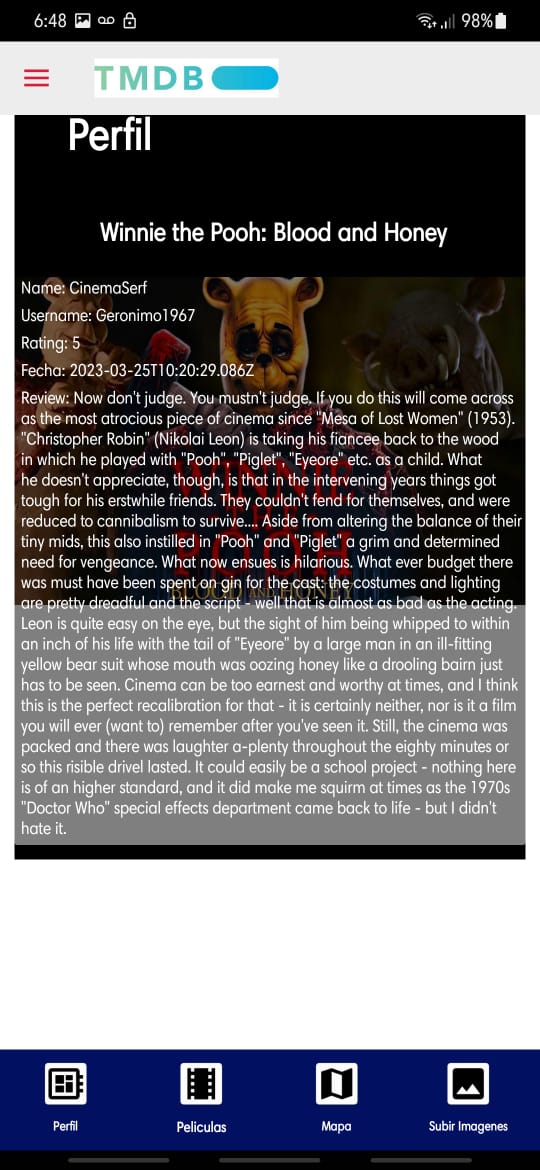 6:48
98%
TMDB
Perfil
Winnie the Pooh: Blood and Honey
Name: CinemaSerf
Username: Geronimo1967
Rating: 5
Fecha: 2023-03-25T10:20:29.086Z
Review: Now don't judge. You mustn't judge. If you do this will come across
as the most atrocious piece of cinema since "Mesa of Lost Women" (1953).
"Christopher Robin" (Nikolai Leon) is taking his fiancée back to the wood
in which he played with "Pooh", "Piglet", "Eyeore" etc. as a child. What
he doesn't appreciate, though, is that in the intervening years things got
tough for his erstwhile friends. They couldn't fend for themselves, and were
reduced to cannibalism to survive.... Aside from altering the balance of their
tiny mids, this also instilled in "Pooh" and "Piglet" a grim and determined
need for vengeance. What now ensues is hilarious. What ever budget there
was must have been spent on gin for the cast: the costumes and lighting
are pretty dreadful and the script - well that is almost as bad as the acting.
Leon is quite easy on the eye, but the sight of him being whipped to within
an inch of his life with the tail of "Eyeore" by a large man in an ill-fitting
yellow bear suit whose mouth was oozing honey like a drooling bairn just
has to be seen. Cinema can be too earnest and worthy at times, and I think
this is the perfect recalibration for that - it is certainly neither, nor is it a film
you will ever (want to) remember after you've seen it. Still, the cinema was
packed and there was laughter a-plenty throughout the eighty minutes or
so this risible drivel lasted. It could easily be a school project - nothing here
is of an higher standard, and it did make me squirm at times as the 1970s
"Doctor Who" special effects department came back to life - but I didn't
hate it.
WINNIE
POOH
BLOOD AND HONEY
Perfil
Peliculas
Mapa
Subir Imagenes